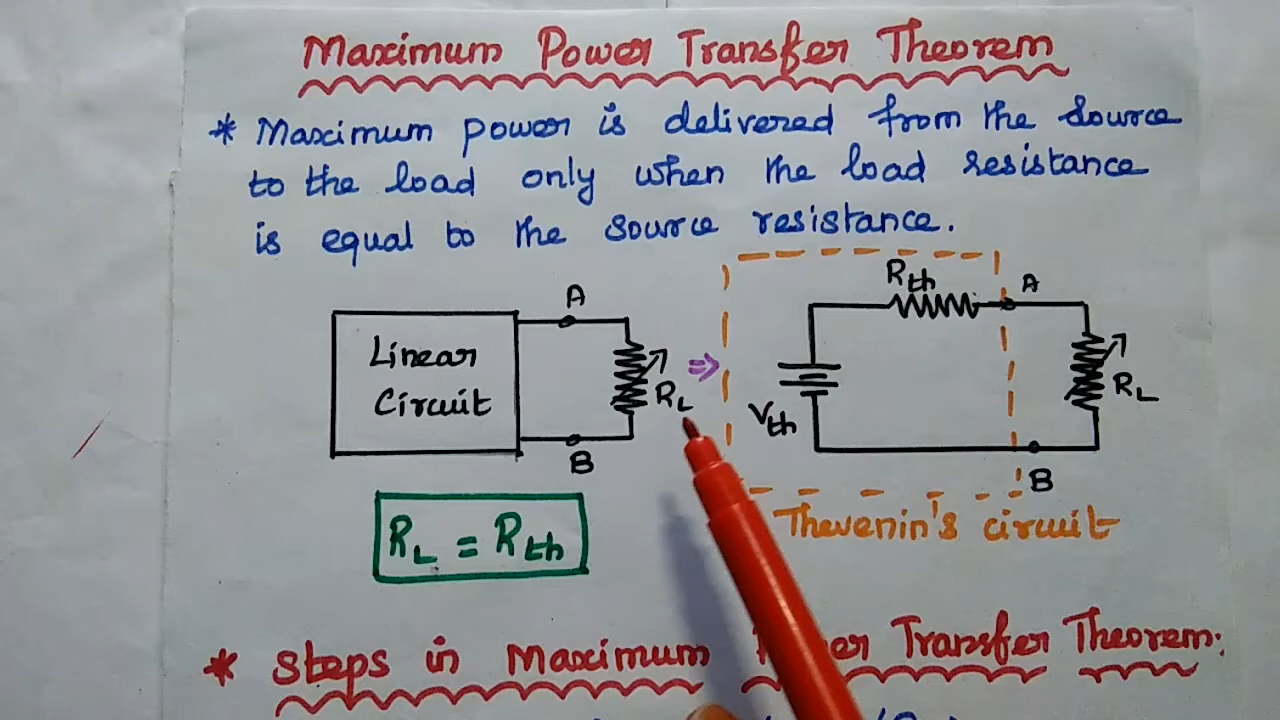 Maximum Power Transfer Theorem
* Maximum power is delivered from the source
to the load only when the load resistance
is equal to the source resistance.
Linear
Circuit
A
B
RL
⇒
Rth
A
Vth
RL
B
Thevenin's circuit
RL = Rth
* Steps in Maximum Transfer Theorem: